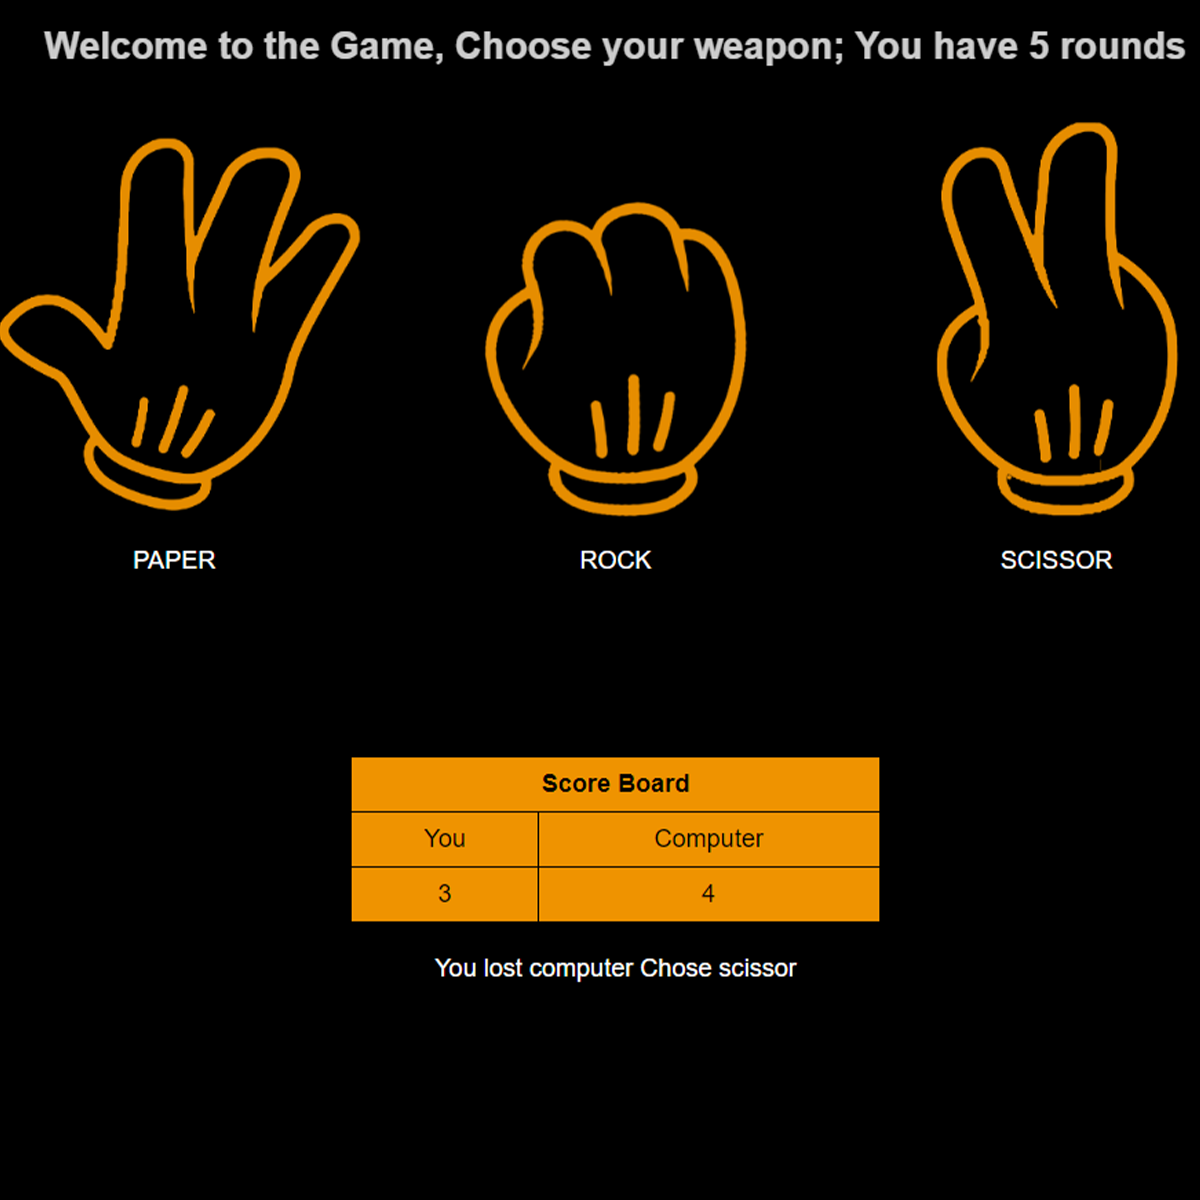 Welcome to the Game, Choose your weapon; You have 5 rounds
PAPER
ROCK
SCISSOR
Score Board
You Computer
3 4
You lost computer Chose scissor